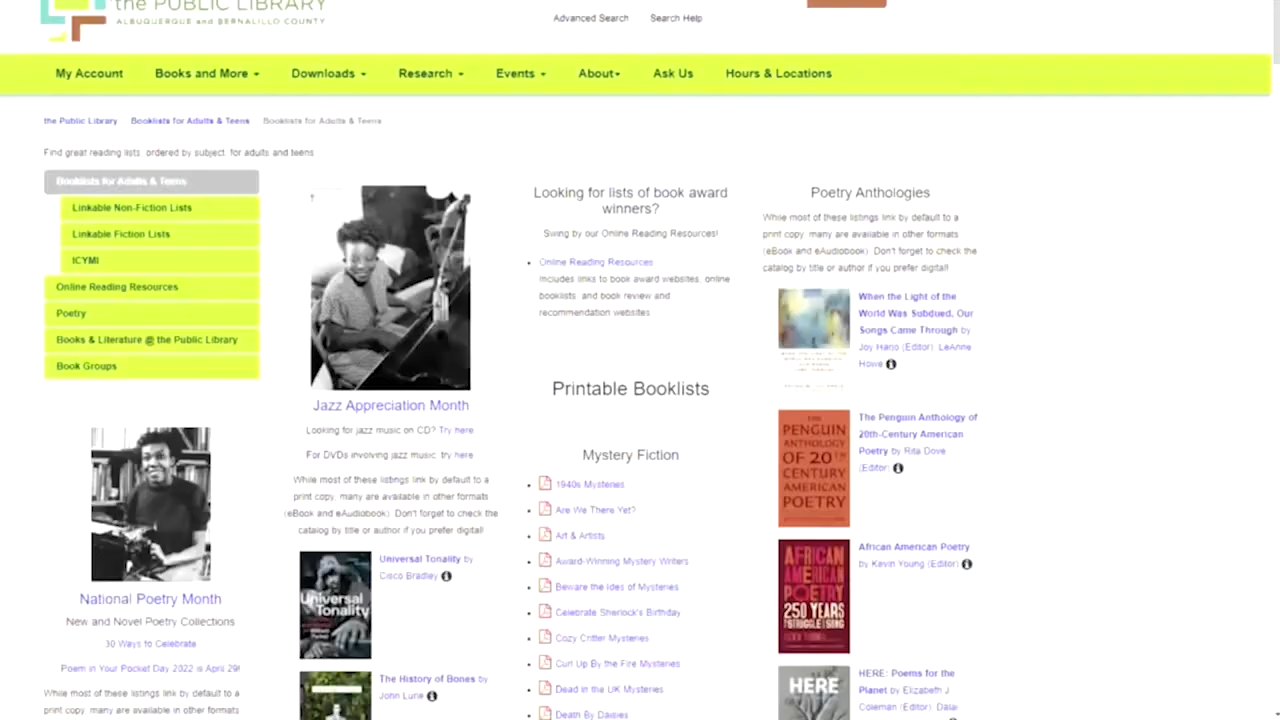 the PUBLIC LIBRARY
ALBUQUERQUE and BERNALILLO COUNTY
Advanced Search
Search Help
My Account
Books and More
Downloads
Research
Events
About
Ask Us
Hours & Locations
the Public Library
Booklists for Adults & Teens
Booklists for Adults & Teens
Find great reading lists ordered by subject for adults and teens
Booklists for Adults & Teens
Linkable Non-Fiction Lists
Linkable Fiction Lists
ICYMI
Online Reading Resources
Poetry
Books & Literature @ the Public Library
Book Groups
National Poetry Month
New and Novel Poetry Collections
30 Ways to Celebrate
Poem in Your Pocket Day 2022 is April 29!
While most of these listings link by default to a
print copy many are available in other formats
Jazz Appreciation Month
Looking for jazz music on CD? Try here
For DVDs involving jazz music try here
While most of these listings link by default to a
print copy, many are available in other formats
(eBook and eAudiobook) Don't forget to check the
catalog by title or author if you prefer digital!
Universal Tonality
Universal Tonality by
Cisco Bradley
The History of Bones by
John Lurie
Looking for lists of book award
winners?
Swing by our Online Reading Resources!
Online Reading Resources
Includes links to book award websites, online
booklists and book review and
recommendation websites
Printable Booklists
Mystery Fiction
1940s Mysteries
Are We There Yet?
Art & Artists
Award-Winning Mystery Writers
Beware the Ides of Mysteries
Celebrate Sherlock's Birthday
Cozy Critter Mysteries
Curl Up By the Fire Mysteries
Dead in the UK Mysteries
Death By Daisies
Poetry Anthologies
While most of these listings link by default to a
print copy many are available in other formats
(eBook and eAudiobook) Don't forget to check the
catalog by title or author if you prefer digital!
When the Light of the
World Was Subdued, Our
Songs Came Through by
Joy Harjo (Editor) LeAnne
Howe
THE
PENGUIN
ANTHOLOGY
OF 20TH
CENTURY
AMERICAN
POETRY
The Penguin Anthology of
20th-Century American
Poetry by Rita Dove
(Editor)
AFRICAN
AMERICAN
POETRY
250 YEARS
of STRUGGLE & SONG
KEVIN YOUNG
African American Poetry
by Kevin Young (Editor)
HERE
HERE: Poems for the
Planet by Elizabeth J.
Coleman (Editor) Dalai